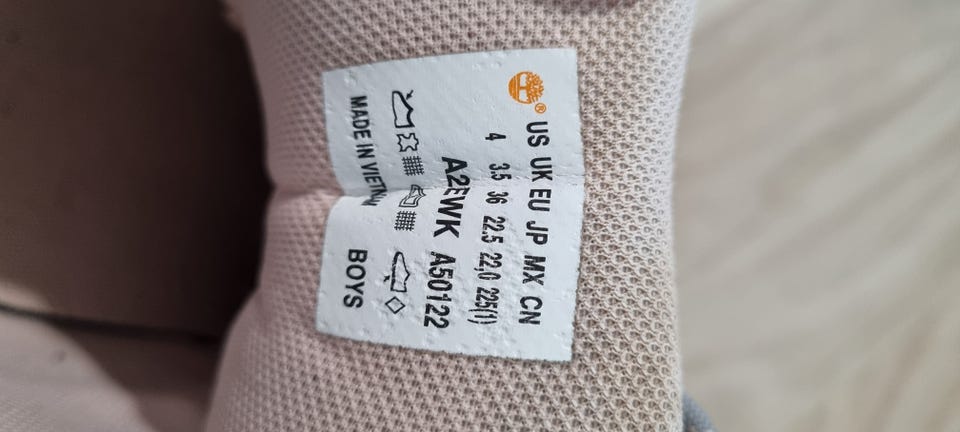 US UK EU JP MX CN
4 3.5 36 22.5 22,0 225(1)
A2EWK A50122
MADE IN VIETNAM BOYS